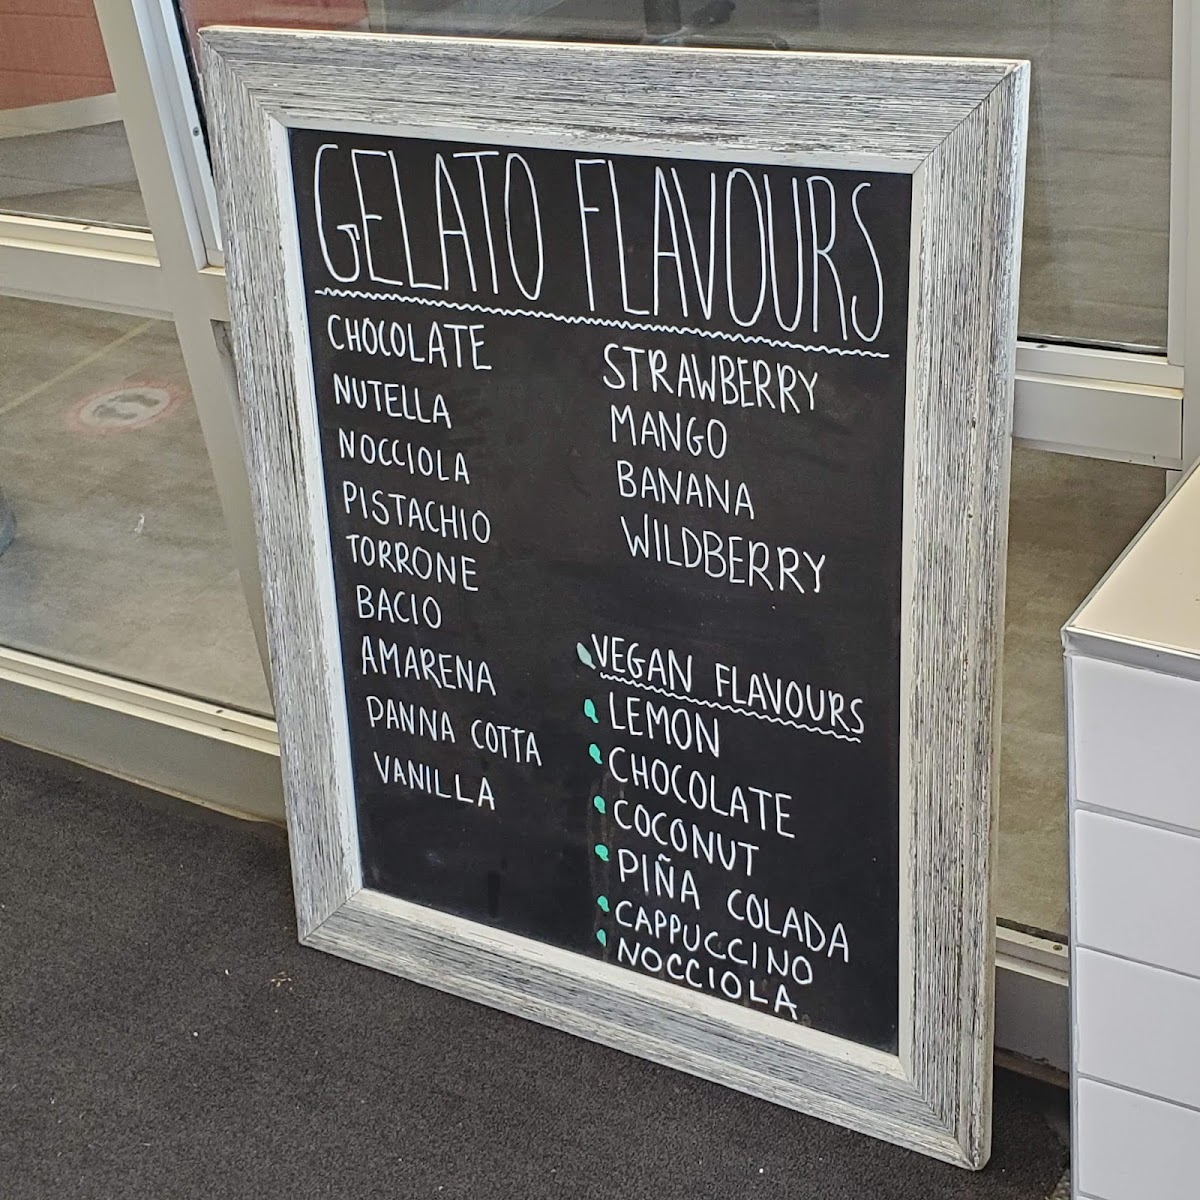 GELATO FLAVOURS
CHOCOLATE
NUTELLA
NOCCIOLA
PISTACHIO
TORRONE
BACIO
AMARENA
PANNA COTTA
VANILLA
STRAWBERRY
MANGO
BANANA
WILDBERRY
VEGAN FLAVOURS
LEMON
CHOCOLATE
COCONUT
PIÑA COLADA
CAPPUCCINO
NOCCIOLA